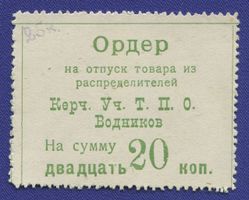 Ордер
на отпуск товара из
распределителей
Керч. Уч. Т. П. О.
Водников
На сумму 20
двадцать коп.